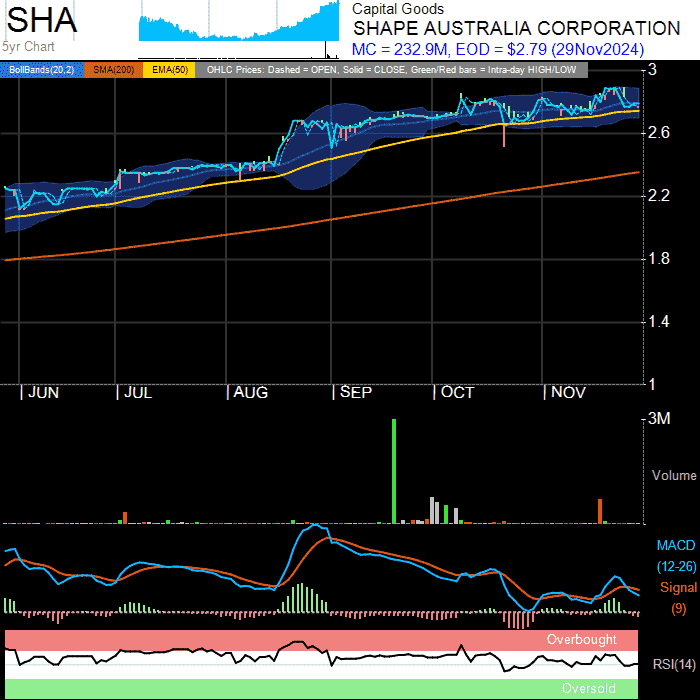 SHA
5yr Chart
Capital Goods
SHAPE AUSTRALIA CORPORATION
MC = 232.9M, EOD = $2.79 (29Nov2024)
BollBands(20,2) SMA(200) EMA(50) OHLC Prices: Dashed = OPEN, Solid = CLOSE, Green/Red bars = Intra-day HIGH/LOW
3
2.6
2.2
1.8
1.4
1
JUN JUL AUG SEP OCT NOV
3M
Volume
MACD
(12-26)
Signal
(9)
Overbought
RSI(14)
Oversold